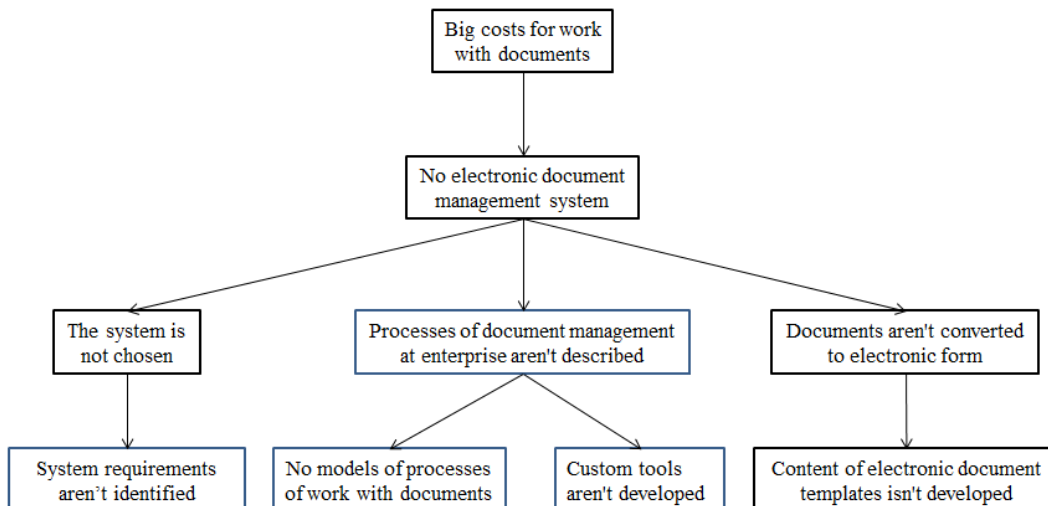 Big costs for work
with documents
No electronic document
management system
The system is
not chosen
Processes of document management
at enterprise aren't described
Documents aren't converted
to electronic form
System requirements
aren’t identified
No models of processes
of work with documents
Custom tools
aren't developed
Content of electronic document
templates isn't developed